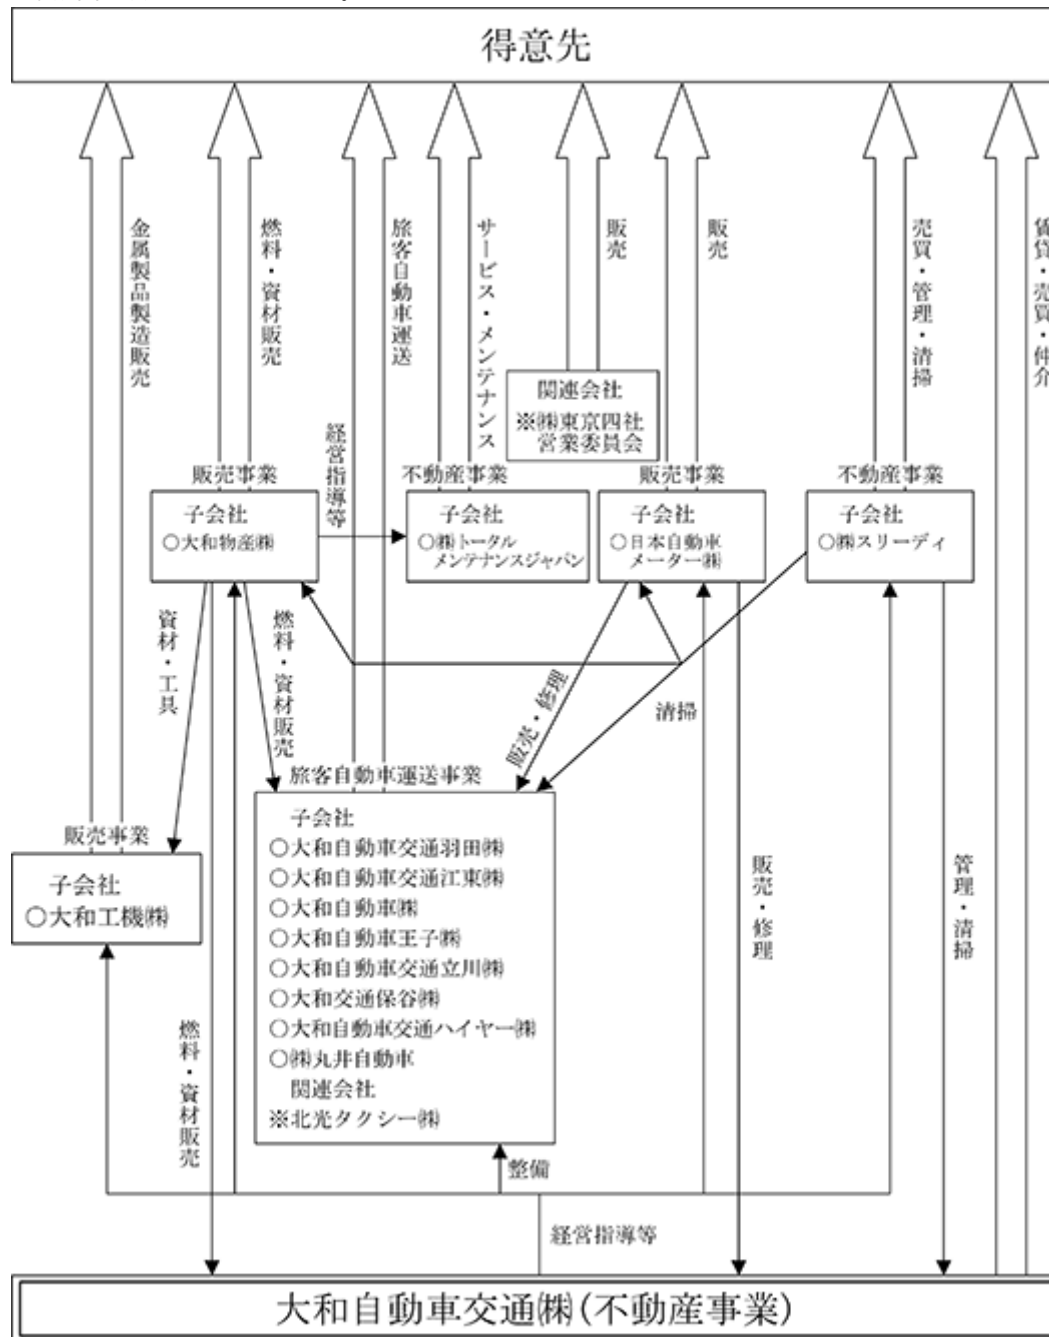 得意先
金属製品製造販売
燃料・資材販売
旅客自動車運送
サービス・メンテナンス
販売
販売
売買・管理・清掃
賃貸・売買・仲介
関連会社
※㈱東京四社
営業委員会
経営指導等
販売事業
子会社
○大和物産㈱
不動産事業
子会社
○㈱トータル
メンテナンスジャパン
販売事業
子会社
○日本自動車
メーター㈱
不動産事業
子会社
○㈱スリーディ
資材・工具
燃料・資材販売
販売・修理
清掃
旅客自動車運送事業
子会社
○大和自動車交通羽田㈱
○大和自動車交通江東㈱
○大和自動車㈱
○大和自動車王子㈱
○大和自動車交通立川㈱
○大和交通保谷㈱
○大和自動車交通ハイヤー㈱
○㈱丸井自動車
関連会社
※北光タクシー㈱
販売事業
子会社
○大和工機㈱
販売・修理
管理・清掃
燃料・資材販売
整備
経営指導等
大和自動車交通㈱(不動産事業)